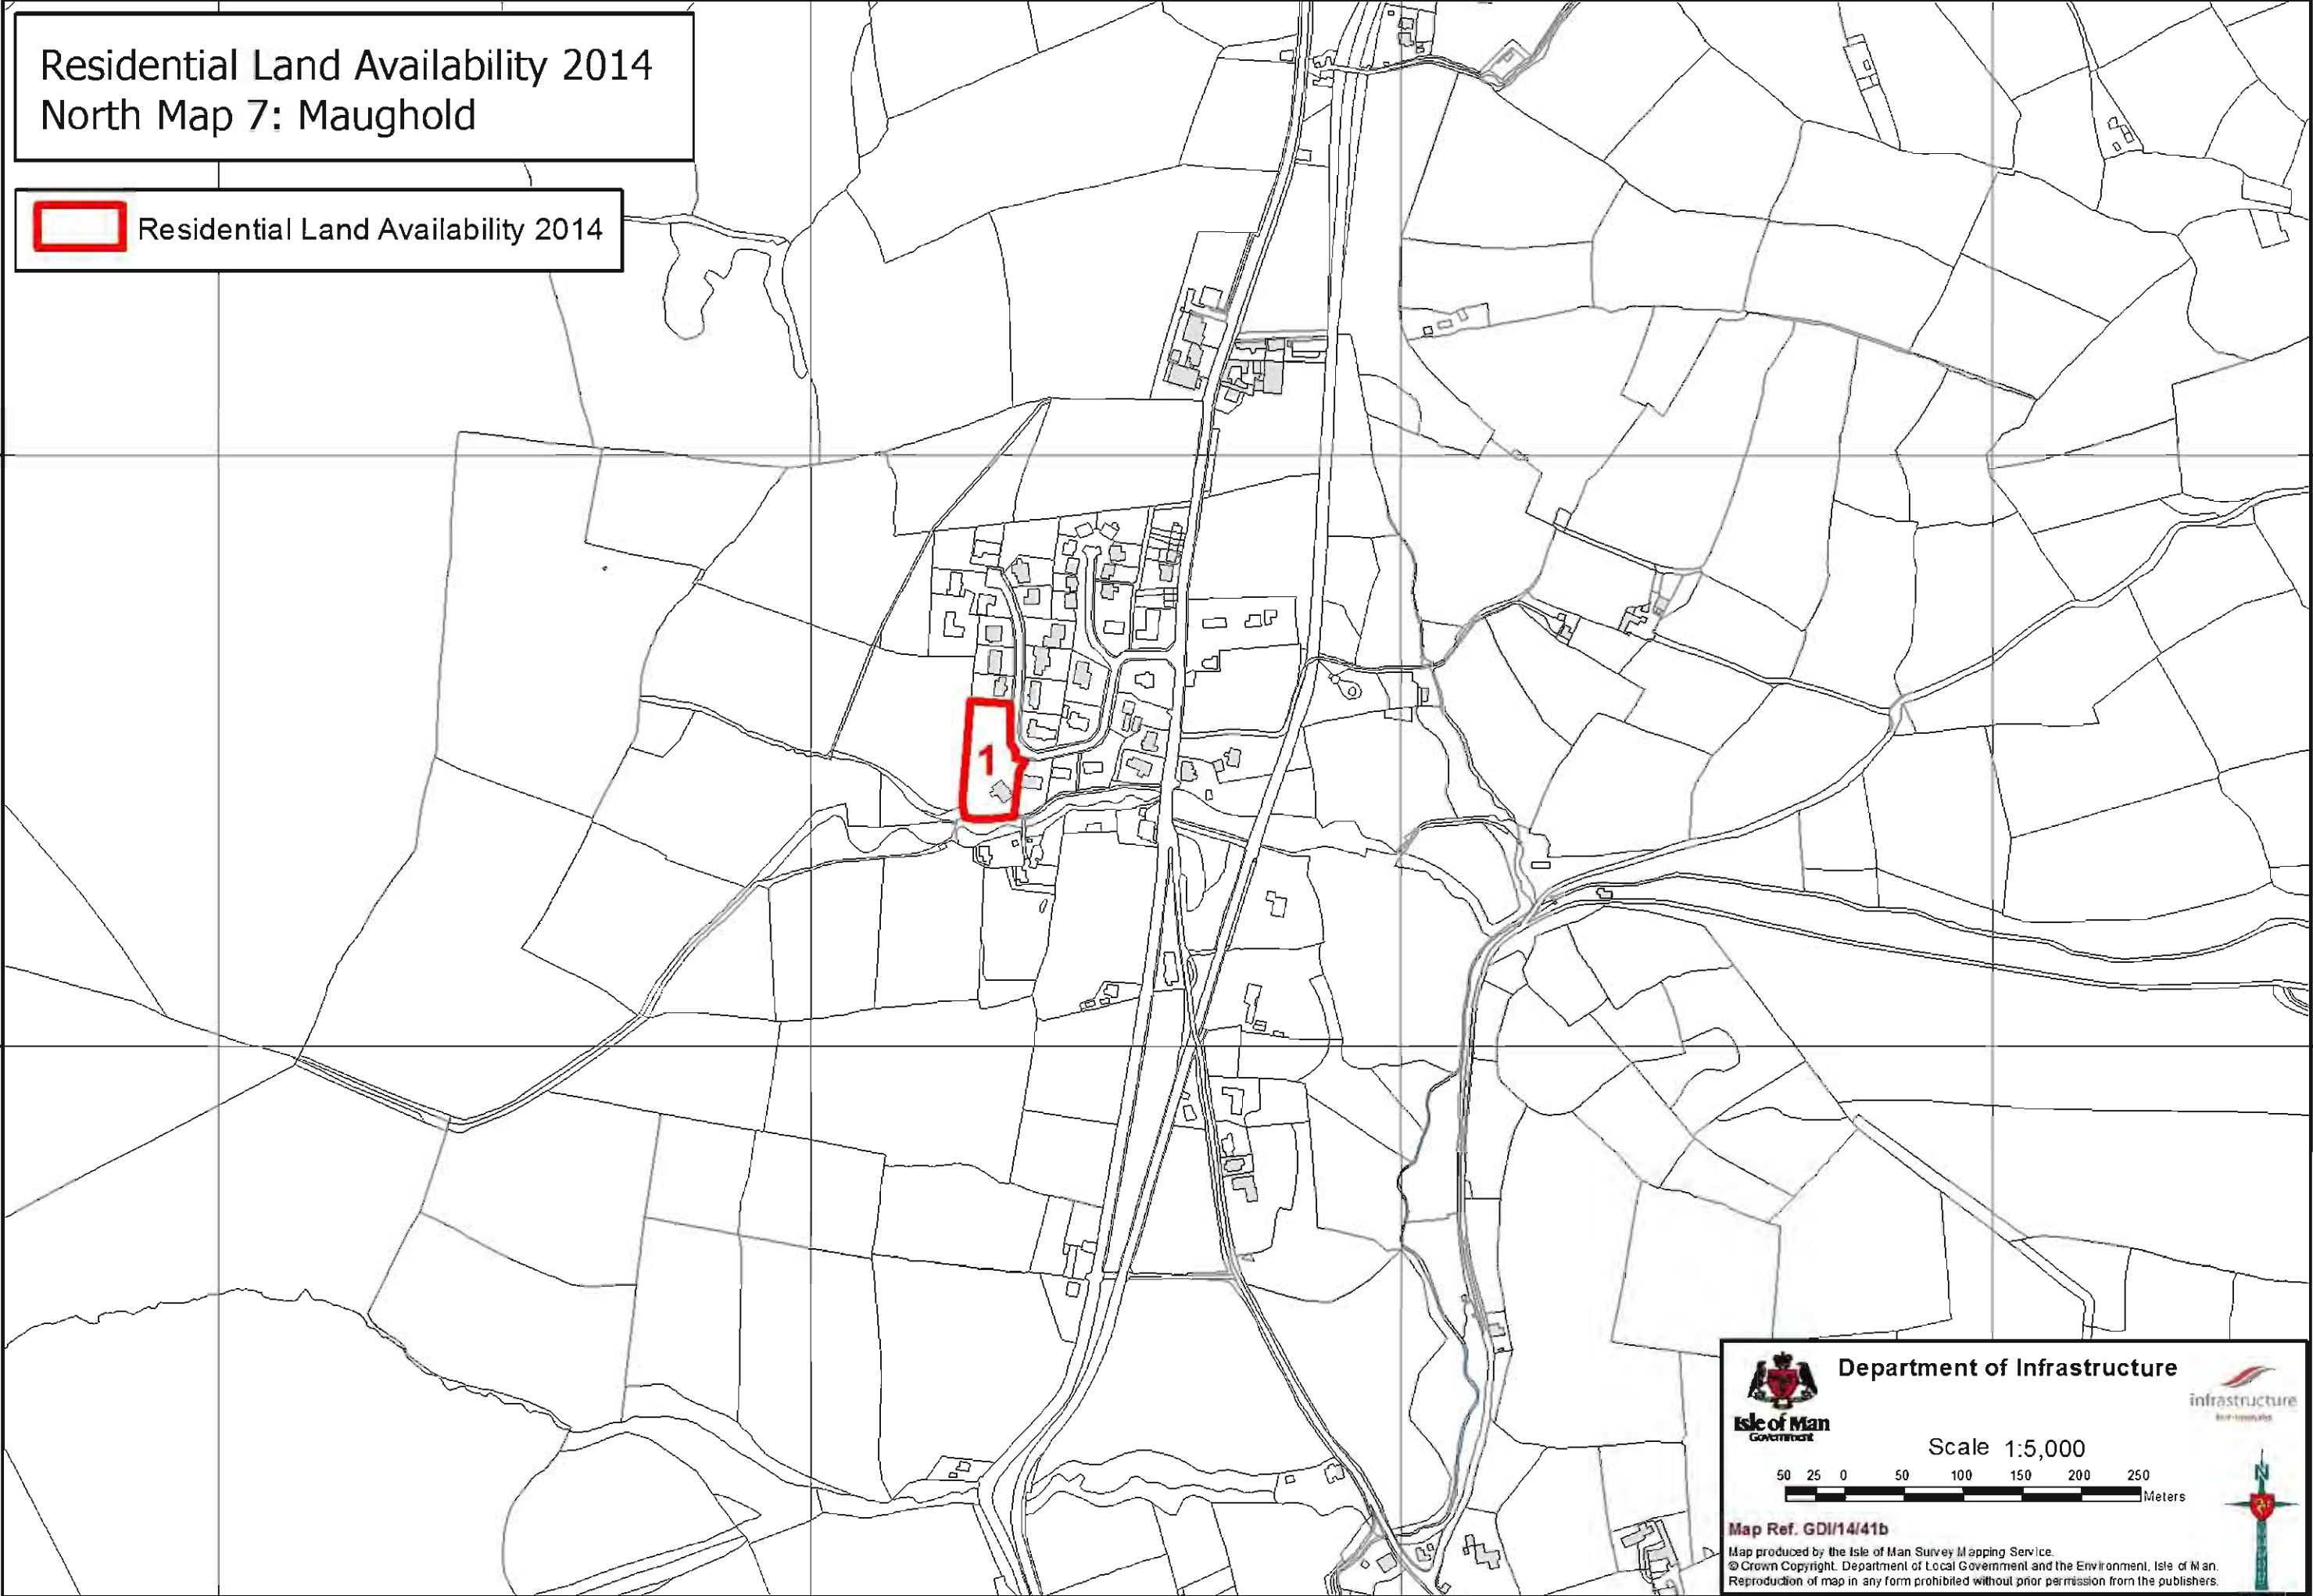 Residential Land Availability 2014
North Map 7: Maughold
Residential Land Availability 2014
1
Department of Infrastructure
Isle of Man
Government
infrastructure
Scale 1:5,000
50 25 0 50 100 150 200 250
Meters
N
Map Ref. GDI/14/41b
Map produced by the Isle of Man Survey Mapping Service.
© Crown Copyright. Department of Local Government and the Environment, Isle of Man.
Reproduction of map in any form prohibited without prior permission from the publishers.